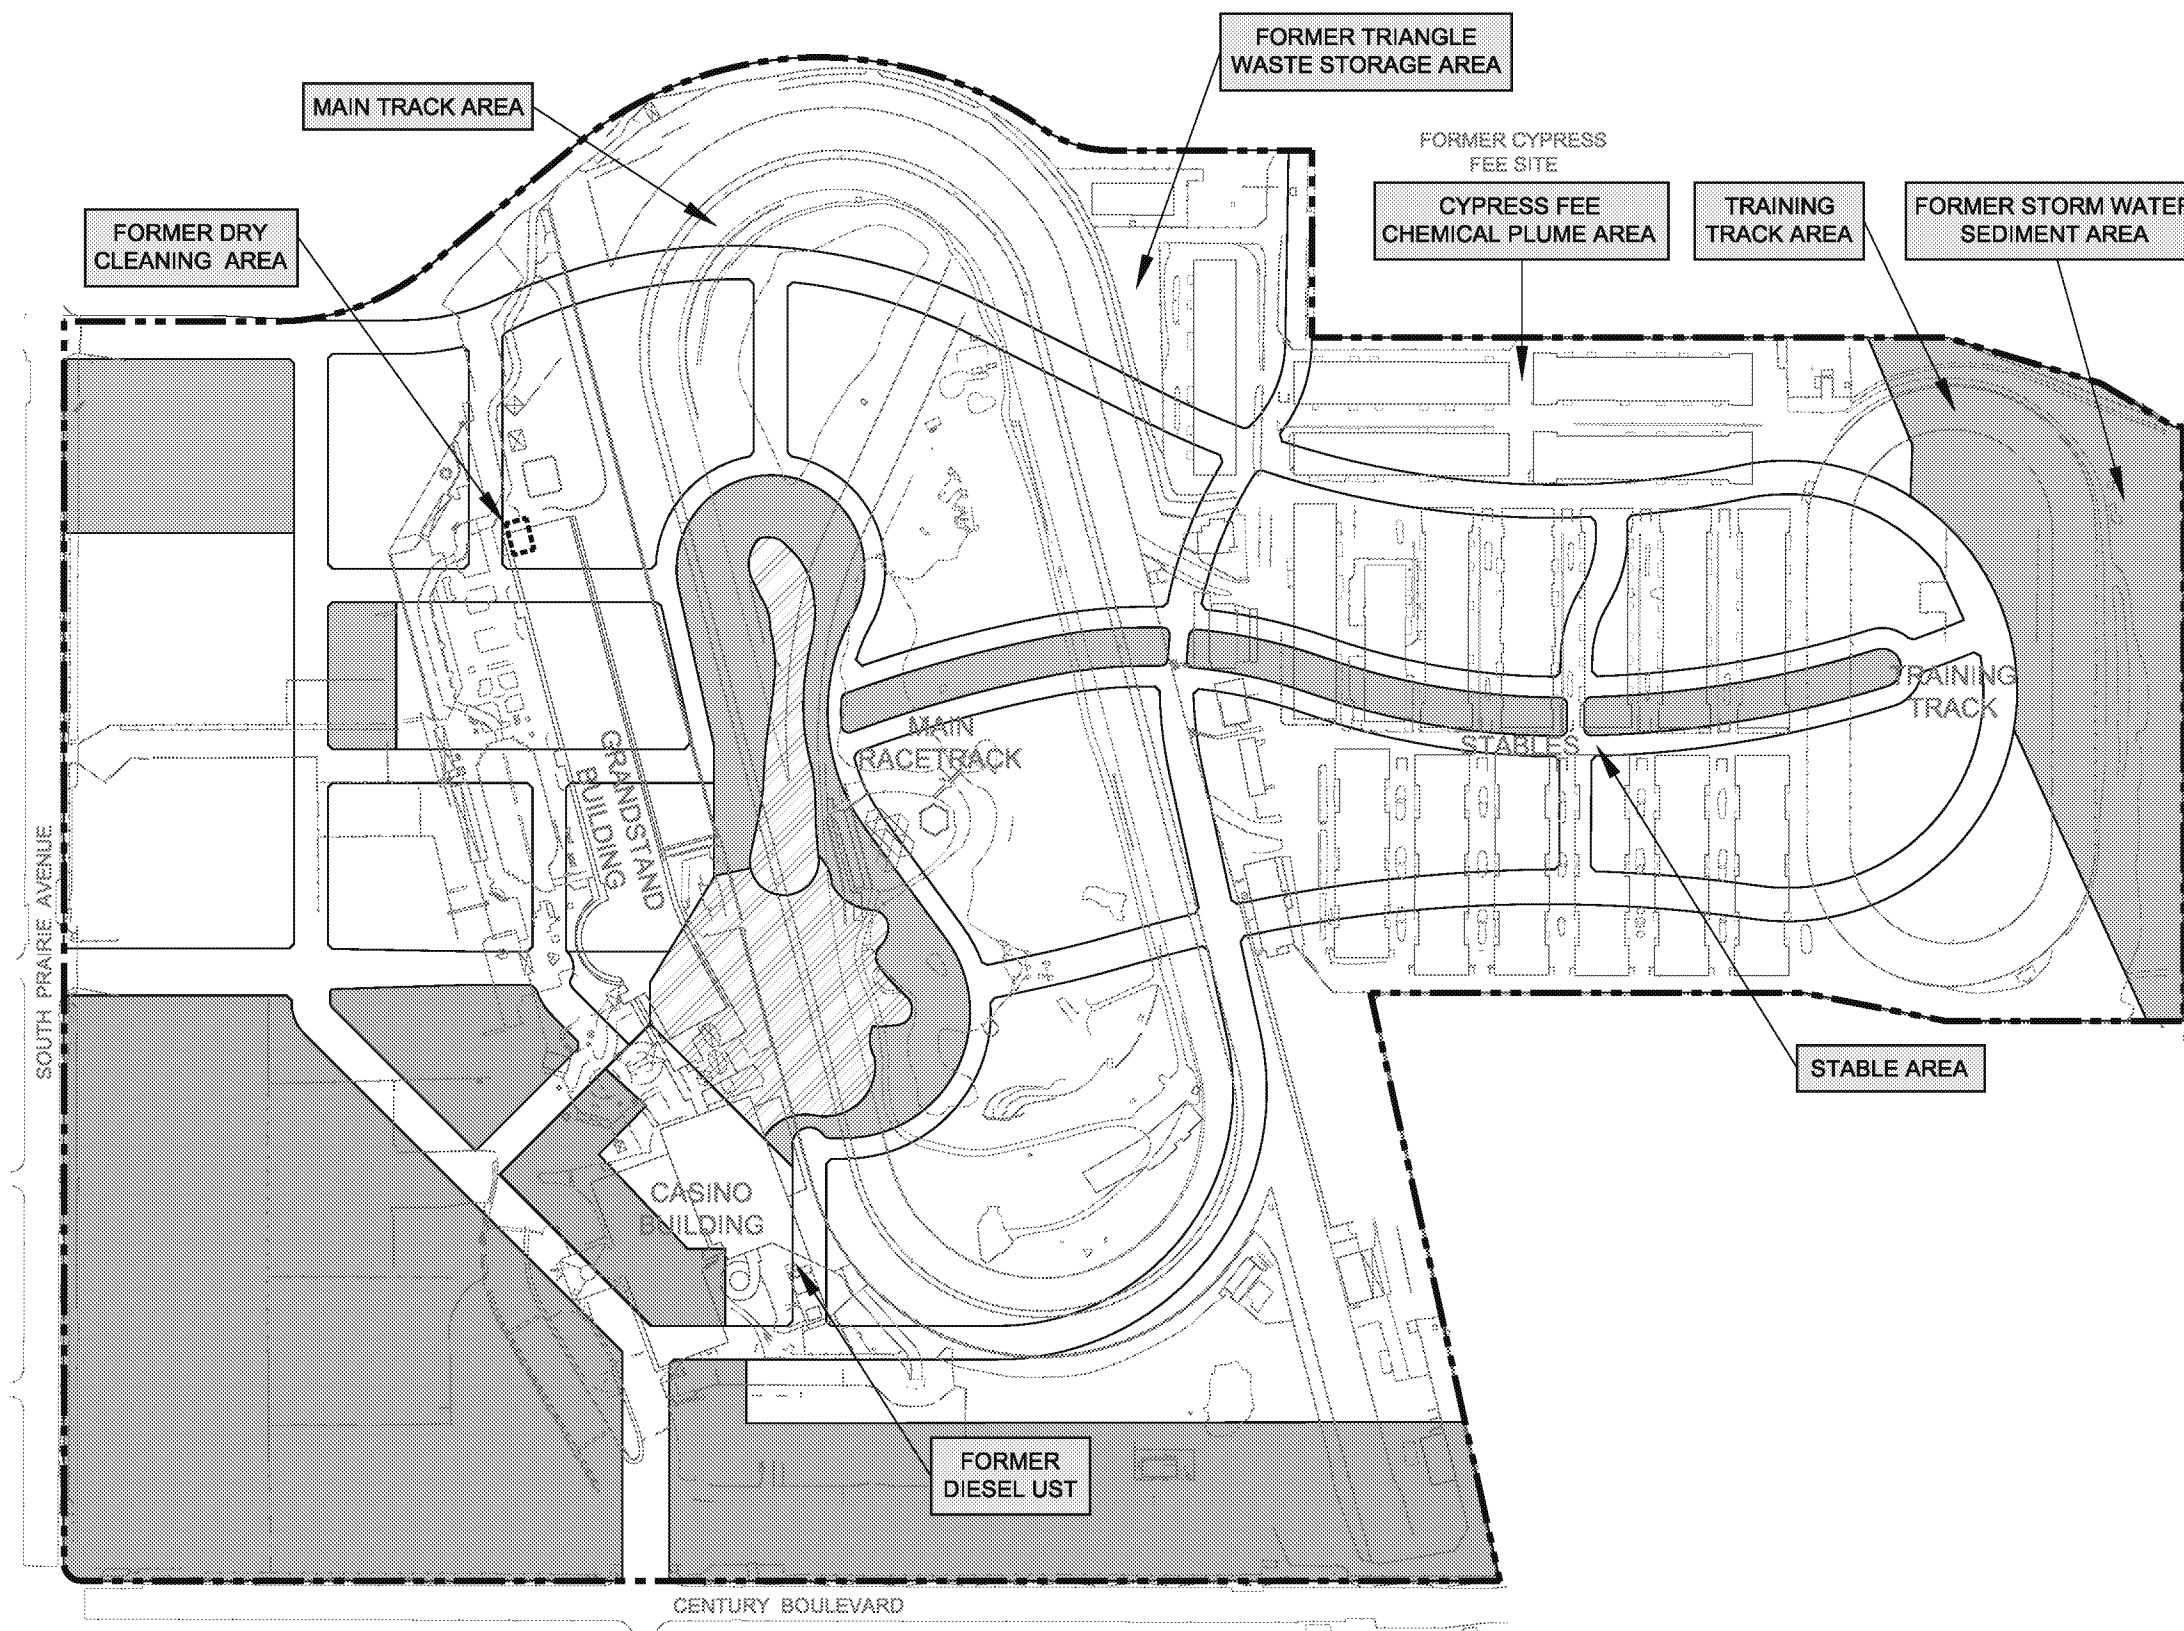 FORMER TRIANGLE
WASTE STORAGE AREA
MAIN TRACK AREA
FORMER CYPRESS
FEE SITE
CYPRESS FEE
CHEMICAL PLUME AREA
TRAINING
TRACK AREA
FORMER STORM WATER
SEDIMENT AREA
FORMER DRY
CLEANING AREA
TRAINING
TRACK
MAIN
RACETRACK
STABLES
GRANDSTAND
BUILDING
SOUTH PRAIRIE AVENUE
STABLE AREA
CASINO
BUILDING
FORMER
DIESEL UST
CENTURY BOULEVARD